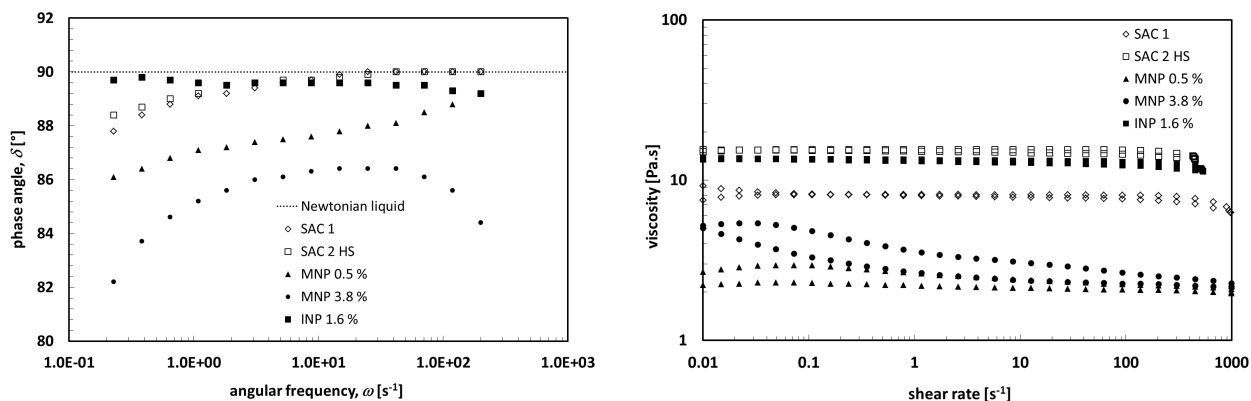 92
90
88
86
84
82
80
phase angle, δ [°]
Newtonian liquid
SAC 1
SAC 2 HS
MNP 0.5 %
MNP 3.8 %
INP 1.6 %
1.0E-01
1.0E+00
1.0E+01
1.0E+02
1.0E+03
angular frequency, ω [s⁻¹]
100
10
1
viscosity [Pa.s]
SAC 1
SAC 2 HS
MNP 0.5 %
MNP 3.8 %
INP 1.6 %
0.01
0.1
1
10
100
1000
shear rate [s⁻¹]